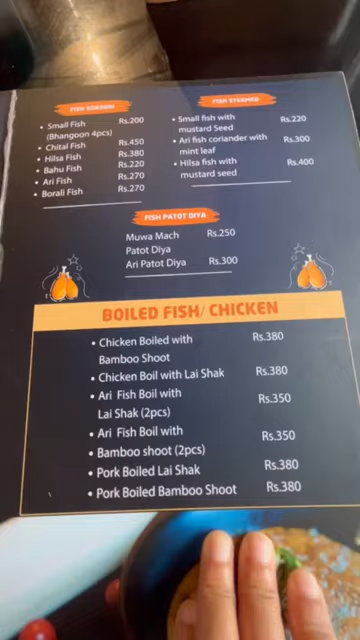 FISH SORSORI
• Small Fish Rs.200
(Bhangoon 4pcs)
• Chital Fish Rs.450
• Hilsa Fish Rs.380
• Bahu Fish Rs.220
• Ari Fish Rs.270
• Borali Fish Rs.270
FISH STEAMED
• Small fish with Rs.220
mustard Seed
• Ari fish coriander with Rs.300
mint leaf
• Hilsa fish with Rs.400
mustard seed
FISH PATOT DIYA
Muwa Mach Rs.250
Patot Diya
Ari Patot Diya Rs.300
BOILED FISH/ CHICKEN
• Chicken Boiled with Rs.380
Bamboo Shoot
• Chicken Boil with Lai Shak Rs.380
• Ari Fish Boil with Rs.350
Lai Shak (2pcs)
• Ari Fish Boil with Rs.350
• Bamboo shoot (2pcs)
• Pork Boiled Lai Shak Rs.380
• Pork Boiled Bamboo Shoot Rs.380